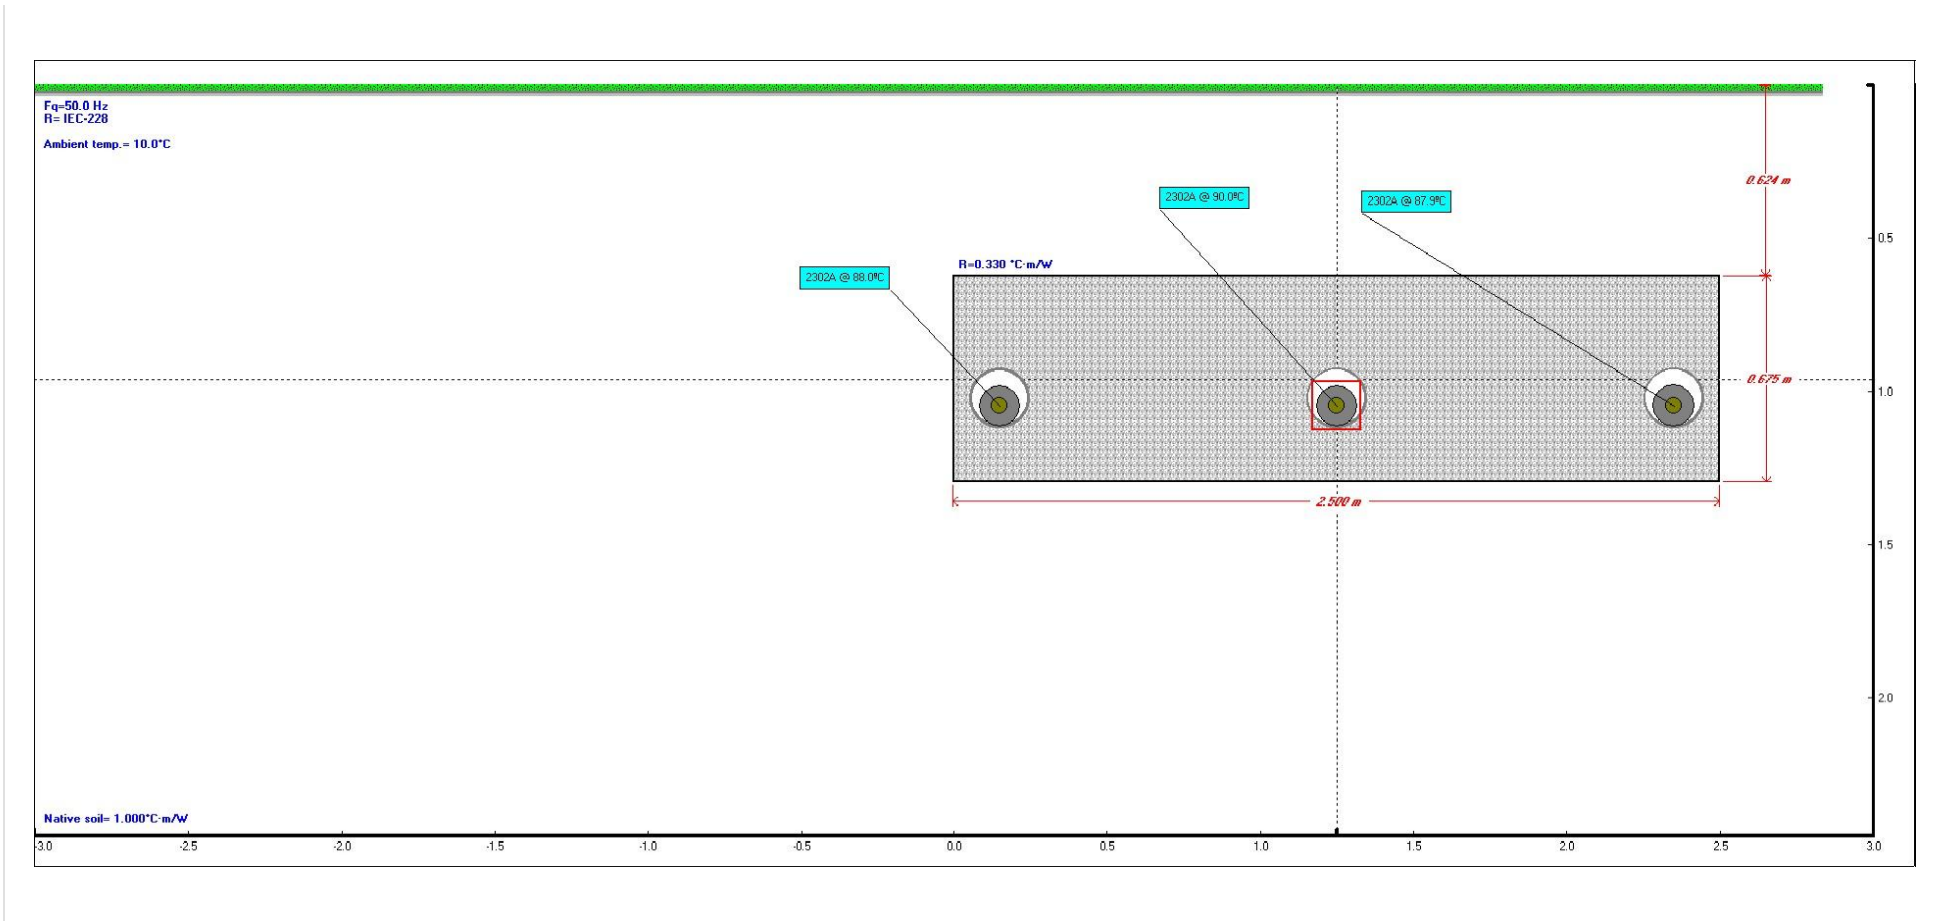 Fq=50.0 Hz
R= IEC-228
Ambient temp.= 10.0°C
0.624 m
2302A @ 90.0ºC
2302A @ 87.9ºC
0.5
R=0.330 °C·m/W
2302A @ 88.0ºC
0.675 m
1.0
2.500 m
1.5
2.0
Native soil= 1.000°C·m/W
-3.0
-2.5
-2.0
-1.5
-1.0
-0.5
0.0
0.5
1.0
1.5
2.0
2.5
3.0